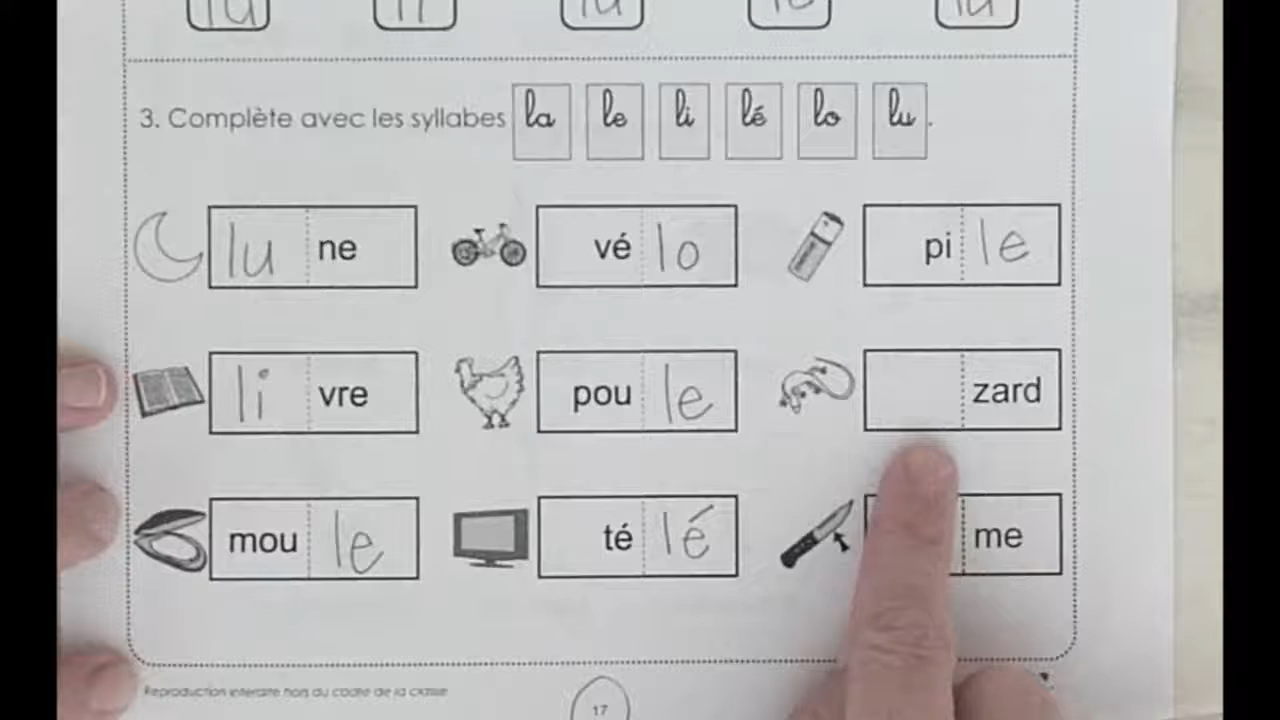 3. Complète avec les syllabes la le li lé lo lu.
lu ne vé lo pi le
li vre pou le zard
mou le té lé me
Reproduction interdite hors du cadre de la classe
17